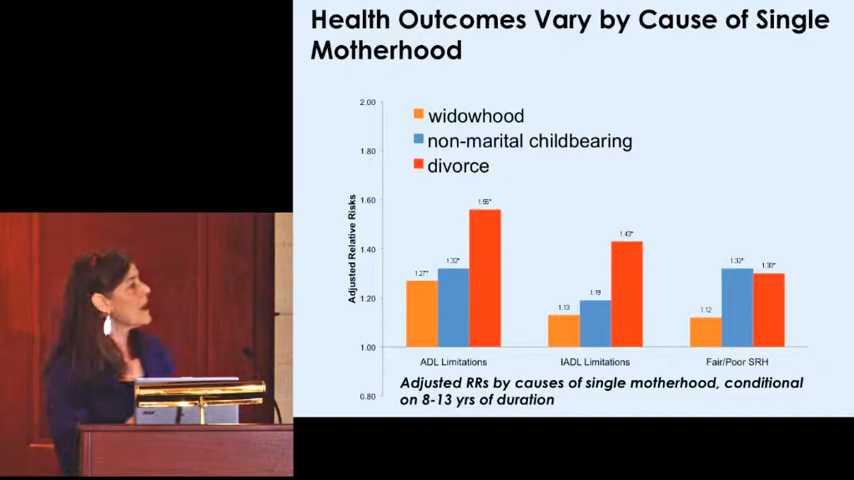 Health Outcomes Vary by Cause of Single
Motherhood
2.00
1.80
1.60
1.40
1.20
1.00
0.80
Adjusted Relative Risks
widowhood
non-marital childbearing
divorce
1.27*
1.32*
1.56*
1.13
1.19
1.43*
1.12
1.32*
1.30*
ADL Limitations
IADL Limitations
Fair/Poor SRH
Adjusted RRs by causes of single motherhood, conditional
on 8-13 yrs of duration
acer